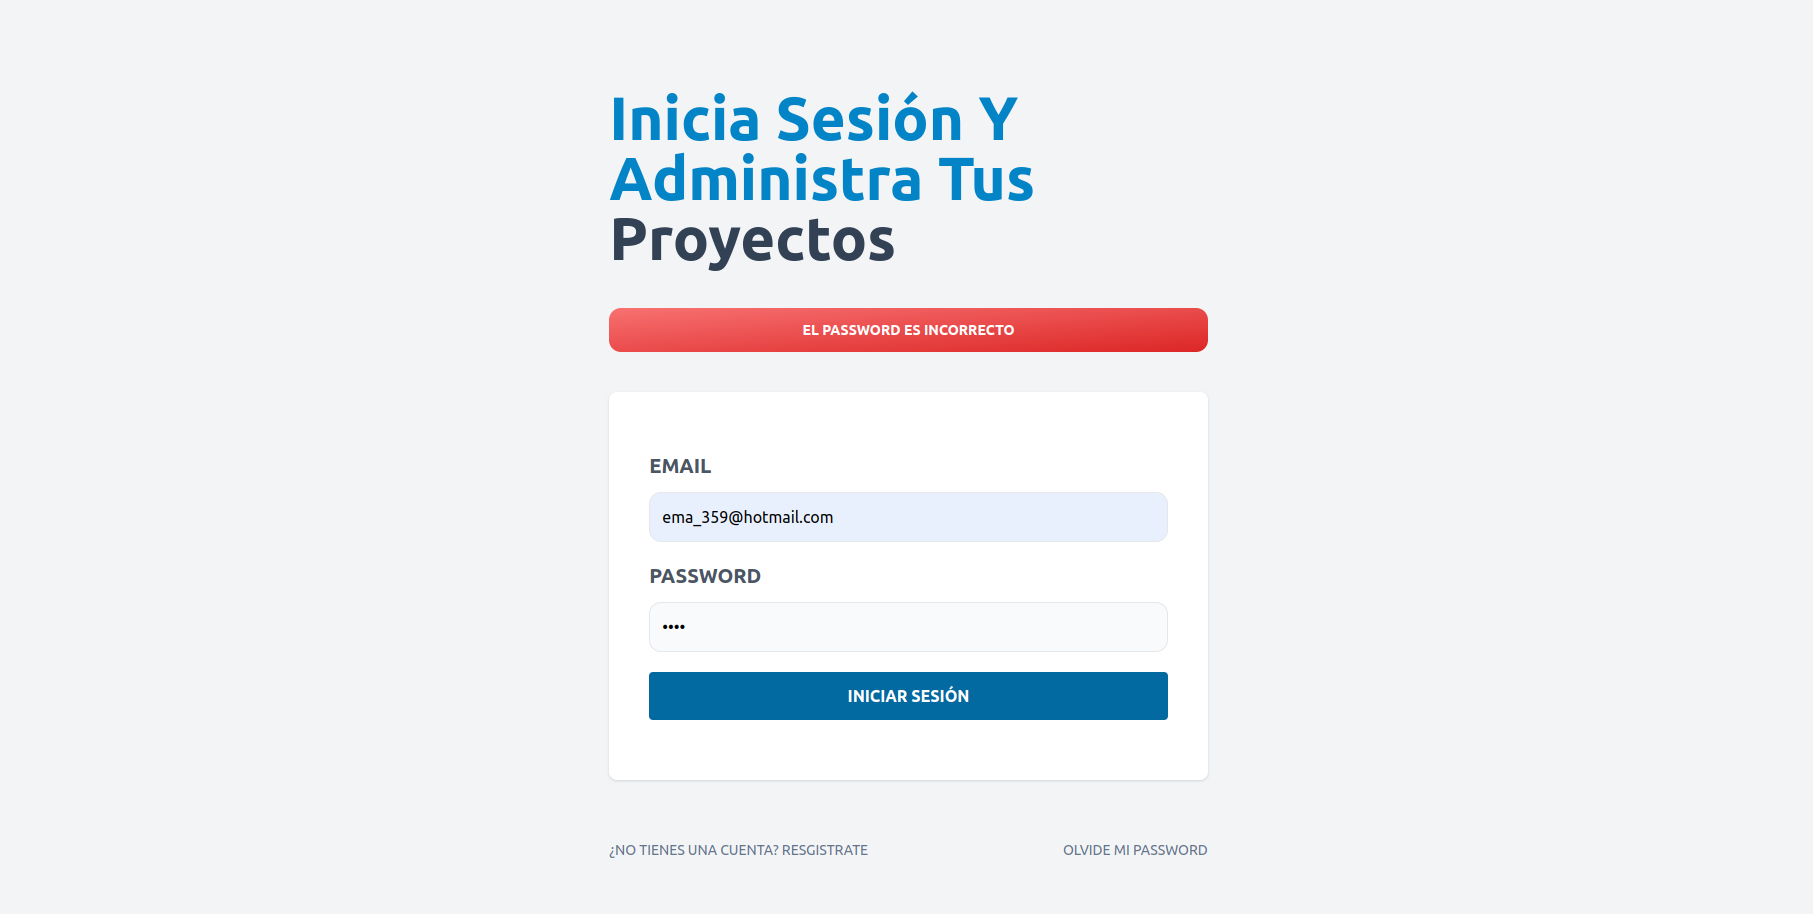 Inicia Sesión Y
Administra Tus
Proyectos
EL PASSWORD ES INCORRECTO
EMAIL
ema_359@hotmail.com
PASSWORD
••••
INICIAR SESIÓN
¿NO TIENES UNA CUENTA? RESGISTRATE
OLVIDE MI PASSWORD